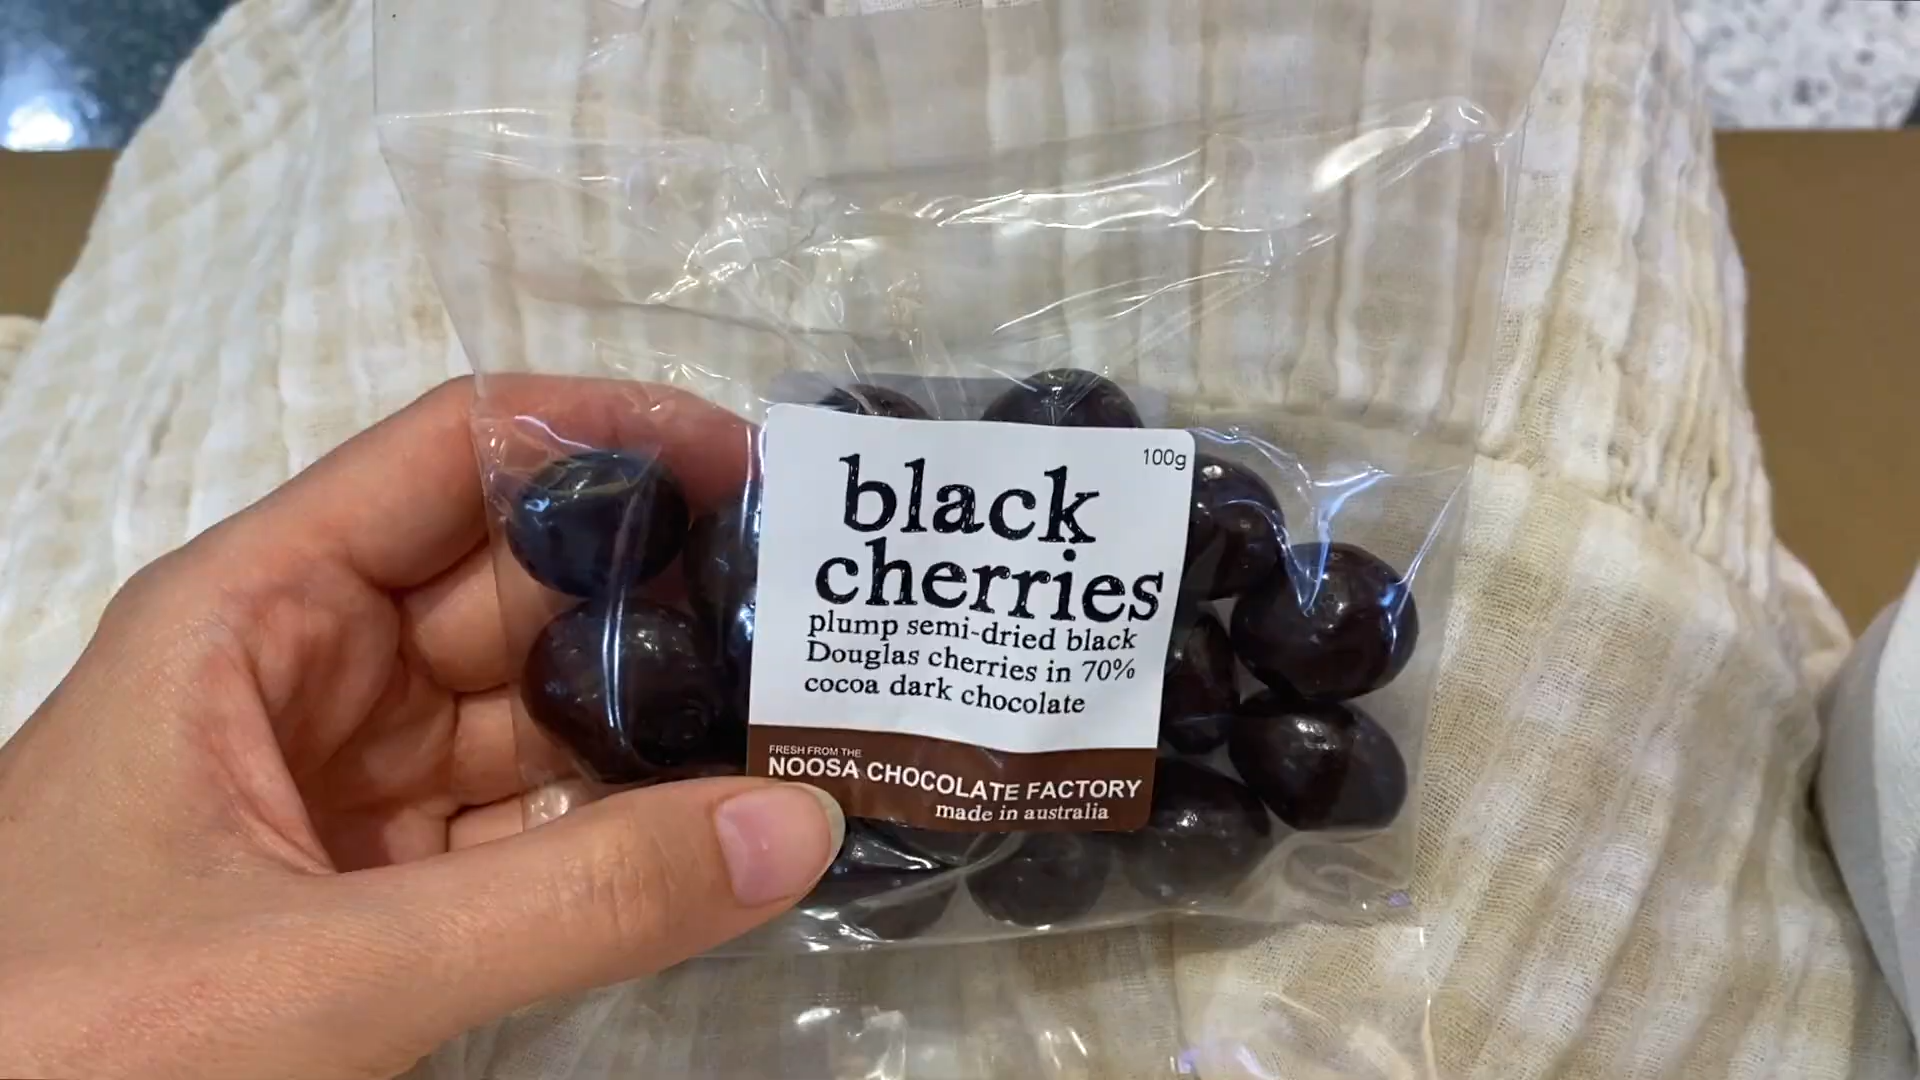 100g
black
cherries
plump semi-dried black
Douglas cherries in 70%
cocoa dark chocolate
FRESH FROM THE
NOOSA CHOCOLATE FACTORY
made in australia